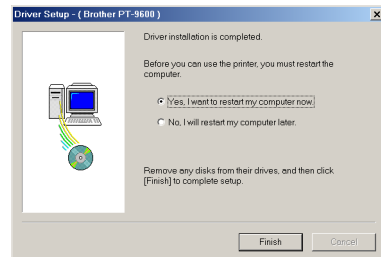 Driver Setup - ( Brother PT-9600 )
Driver installation is completed.
Before you can use the printer, you must restart the
computer.
Yes, I want to restart my computer now.
No, I will restart my computer later.
Remove any disks from their drives, and then click
[Finish] to complete setup.
Finish
Cancel